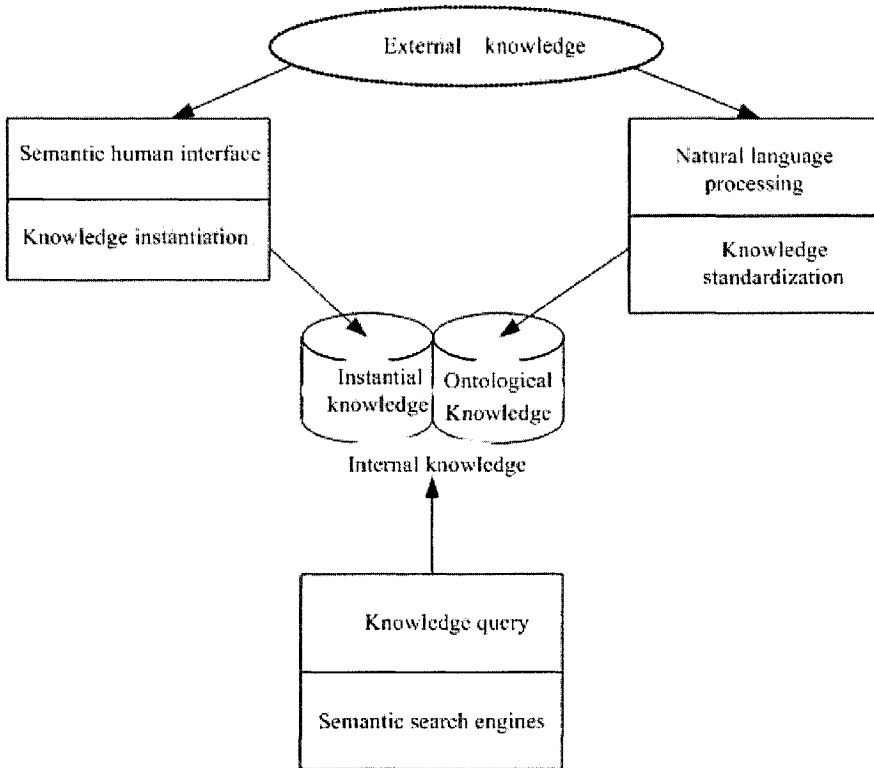 External knowledge
Semantic human interface
Knowledge instantiation
Natural language
processing
Knowledge
standardization
Instantial
knowledge
Ontological
Knowledge
Internal knowledge
Knowledge query
Semantic search engines